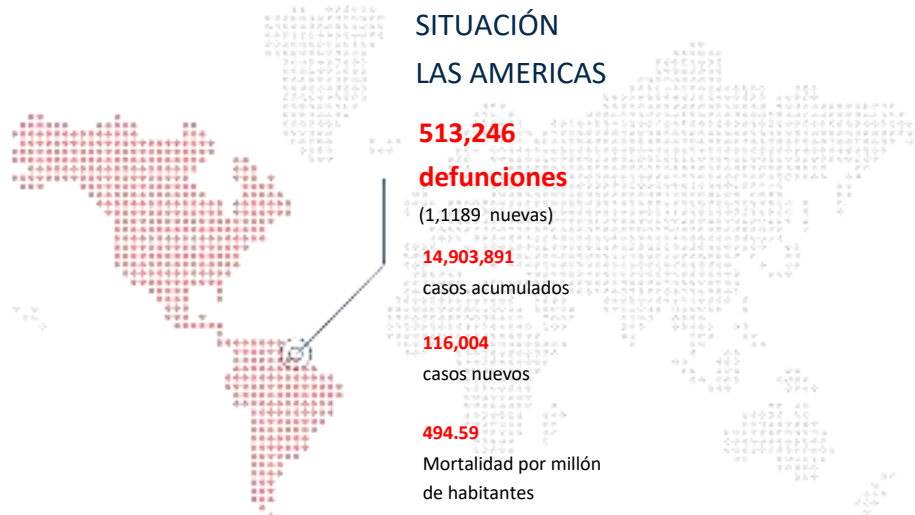 SITUACIÓN
LAS AMERICAS
513,246
defunciones
(1,1189 nuevas)
14,903,891
casos acumulados
116,004
casos nuevos
494.59
Mortalidad por millón
de habitantes